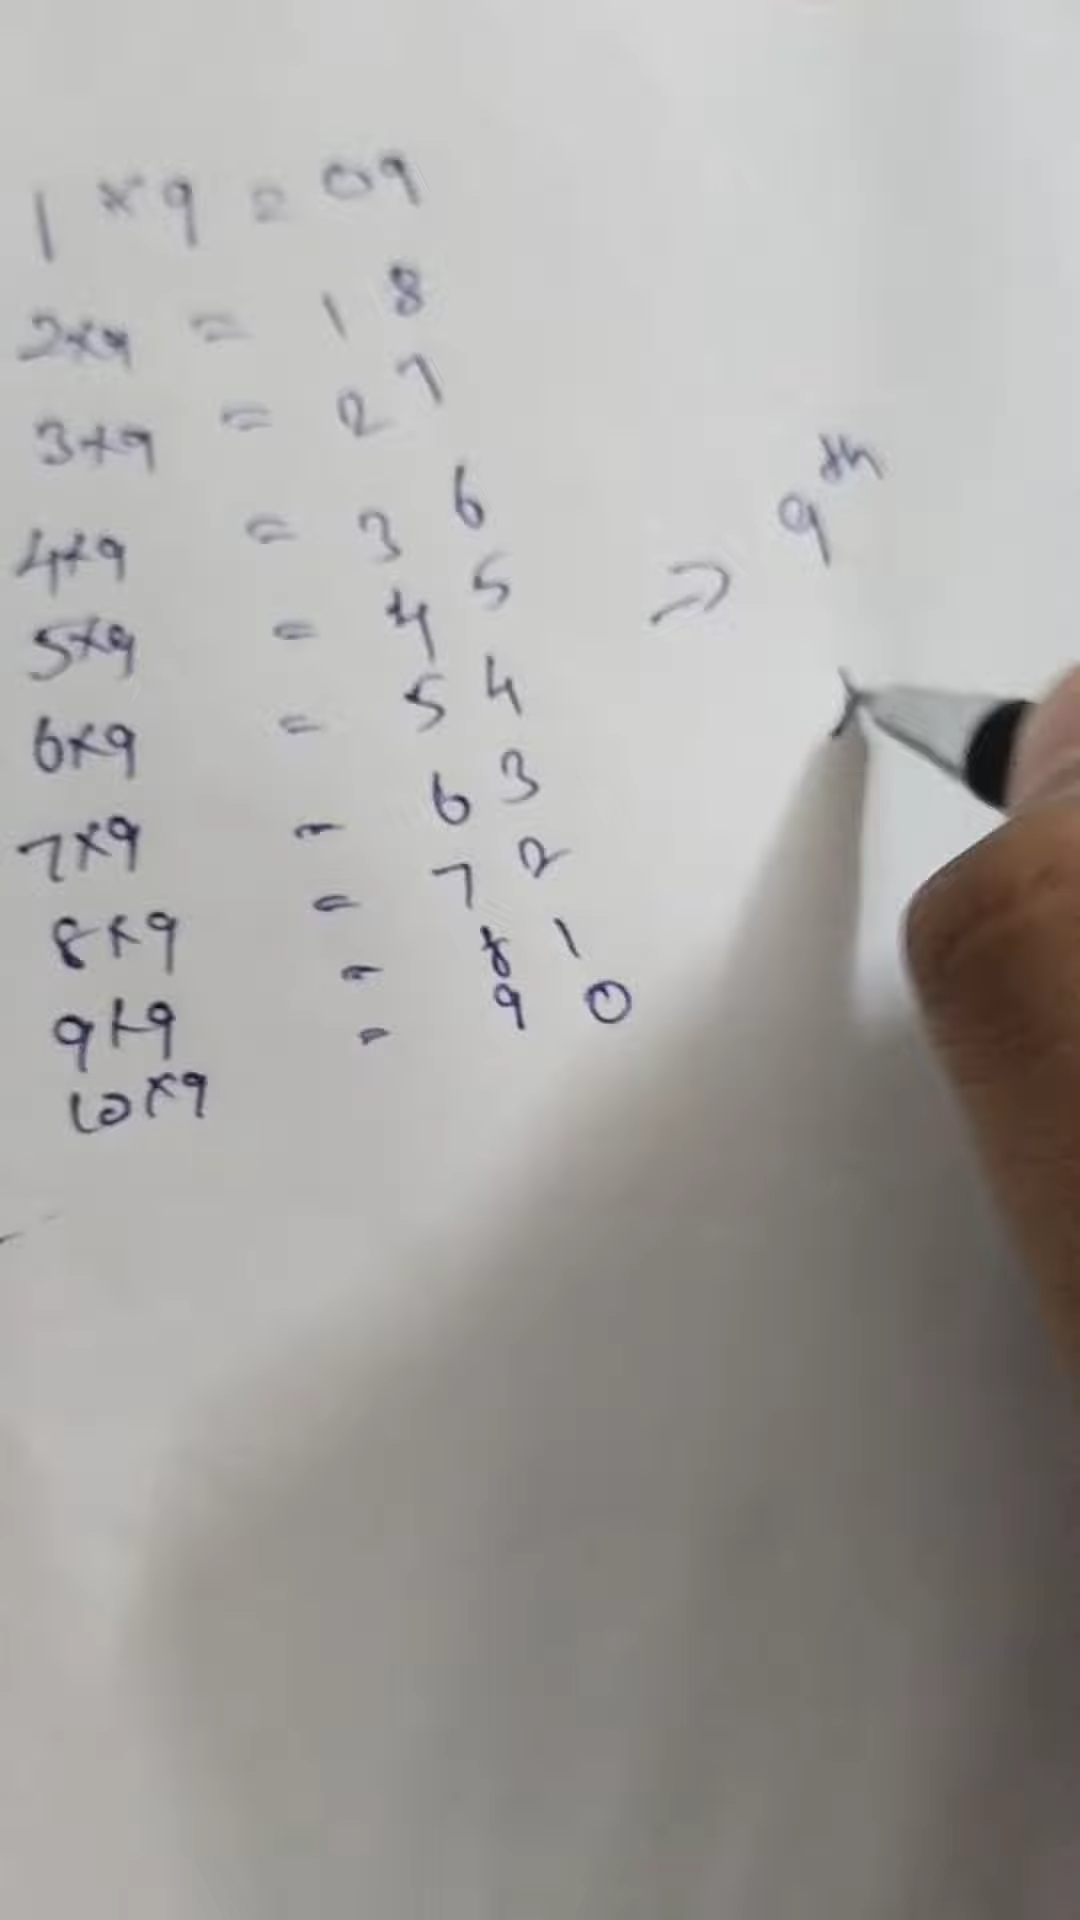 1 × 9 = 09
2×9 = 18
3×9 = 27
4×9 = 36
5×9 = 45
6×9 = 54
7×9 = 63
8×9 = 72
9×9 = 81
10×9 = 90
⇒ 9th